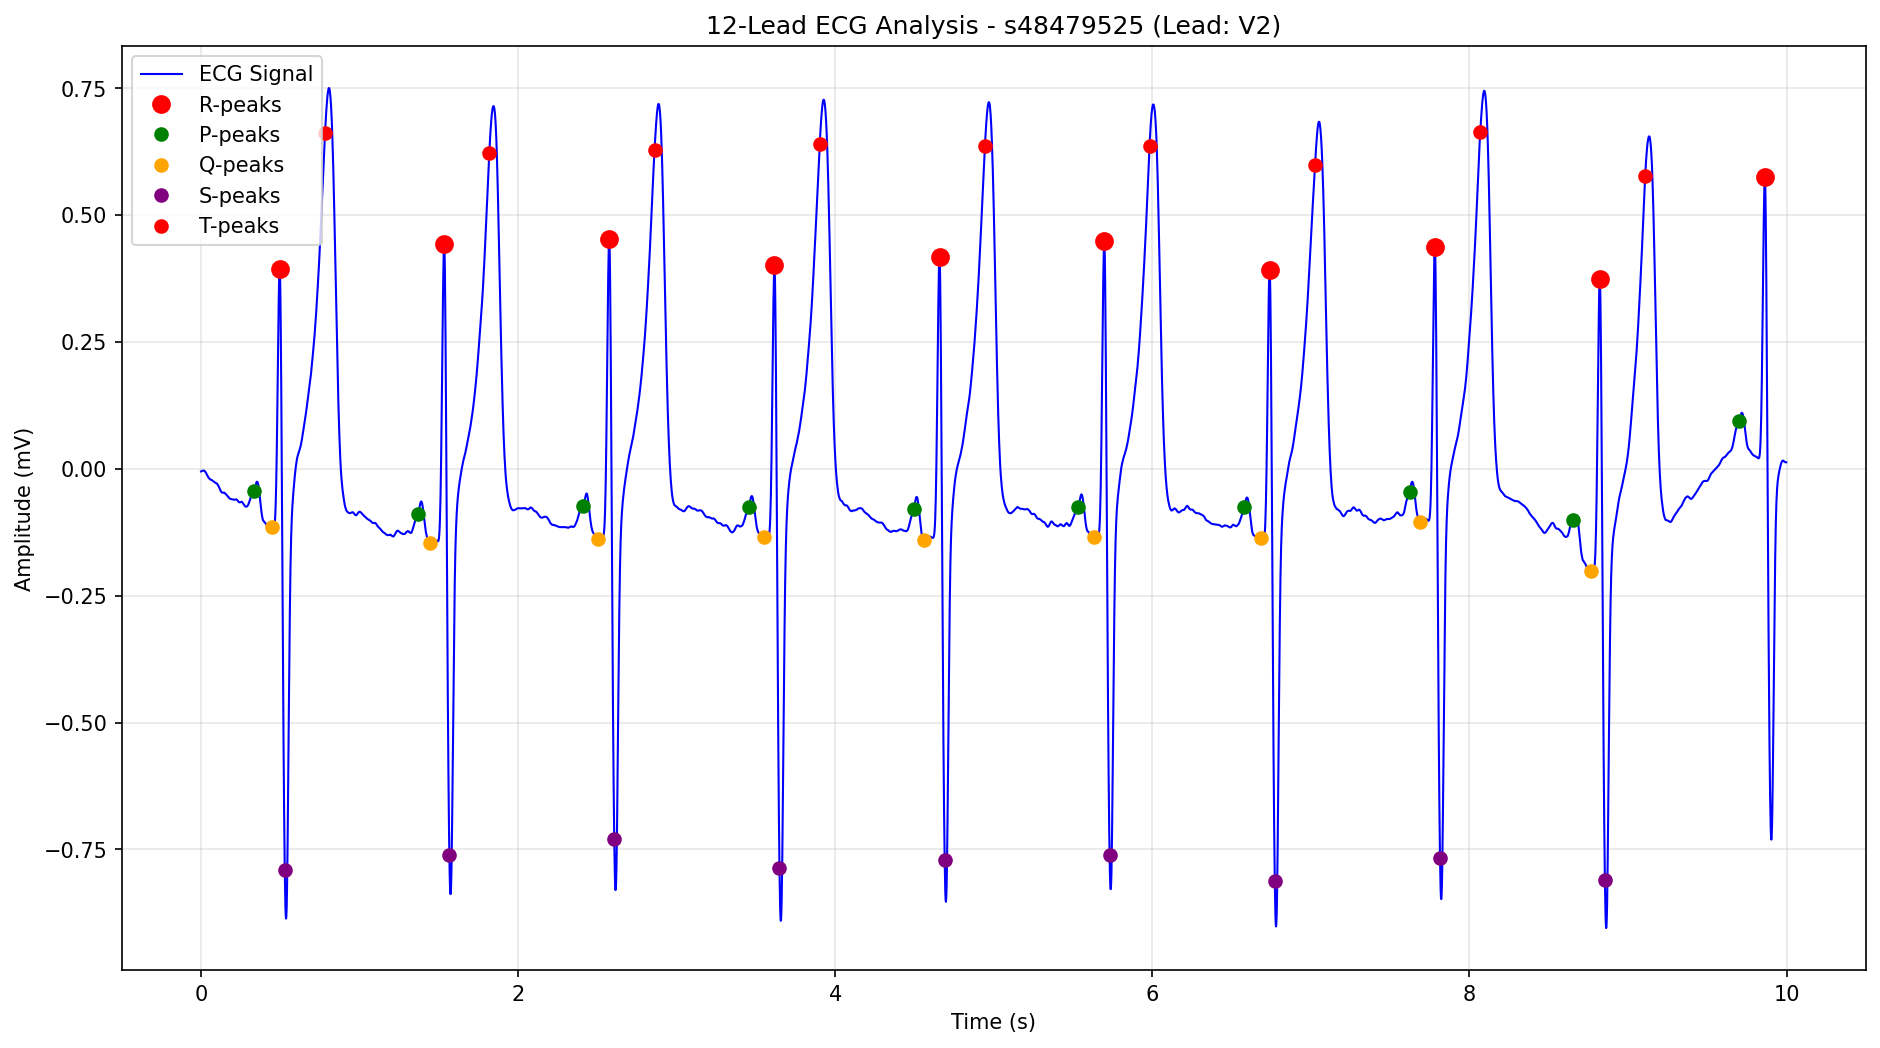 12-Lead ECG Analysis - s48479525 (Lead: V2)
ECG Signal
R-peaks
P-peaks
Q-peaks
S-peaks
T-peaks
0.75
0.50
0.25
0.00
−0.25
−0.50
−0.75
Amplitude (mV)
0 2 4 6 8 10
Time (s)